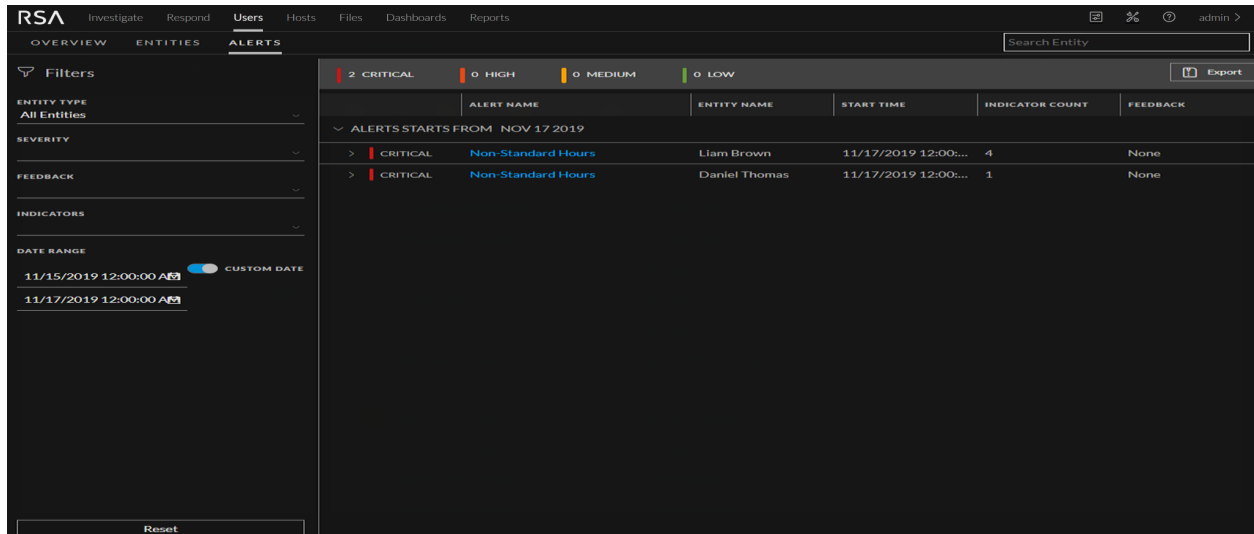 RSA Investigate Respond Users Hosts Files Dashboards Reports admin >
OVERVIEW ENTITIES ALERTS Search Entity
Filters
ENTITY TYPE
All Entities
SEVERITY
FEEDBACK
INDICATORS
DATE RANGE
11/15/2019 12:00:00 A CUSTOM DATE
11/17/2019 12:00:00 A
Reset
2 CRITICAL 0 HIGH 0 MEDIUM 0 LOW Export
ALERT NAME ENTITY NAME START TIME INDICATOR COUNT FEEDBACK
ALERTS STARTS FROM NOV 17 2019
> CRITICAL Non-Standard Hours Liam Brown 11/17/2019 12:00:... 4 None
> CRITICAL Non-Standard Hours Daniel Thomas 11/17/2019 12:00:... 1 None